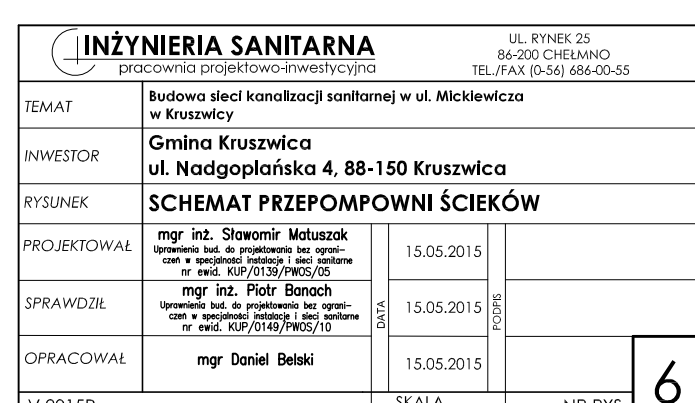 INŻYNIERIA SANITARNA
pracownia projektowo-inwestycyjna
UL. RYNEK 25
86-200 CHEŁMNO
TEL./FAX (0-56) 686-00-55
TEMAT
Budowa sieci kanalizacji sanitarnej w ul. Mickiewicza
w Kruszwicy
INWESTOR
Gmina Kruszwica
ul. Nadgoplańska 4, 88-150 Kruszwica
RYSUNEK
SCHEMAT PRZEPOMPOWNI ŚCIEKÓW
PROJEKTOWAŁ
mgr inż. Sławomir Matuszak
Uprawnienia bud. do projektowania bez ograni-
czeń w specjalności instalacje i sieci sanitarne
nr ewid. KUP/0139/PWOS/05
15.05.2015
SPRAWDZIŁ
mgr inż. Piotr Banach
Uprawnienia bud. do projektowania bez ograni-
czeń w specjalności instalacje i sieci sanitarne
nr ewid. KUP/0149/PWOS/10
DATA
15.05.2015
PODPIS
OPRACOWAŁ
mgr Daniel Belski
15.05.2015
6
SKALA
NR RYS